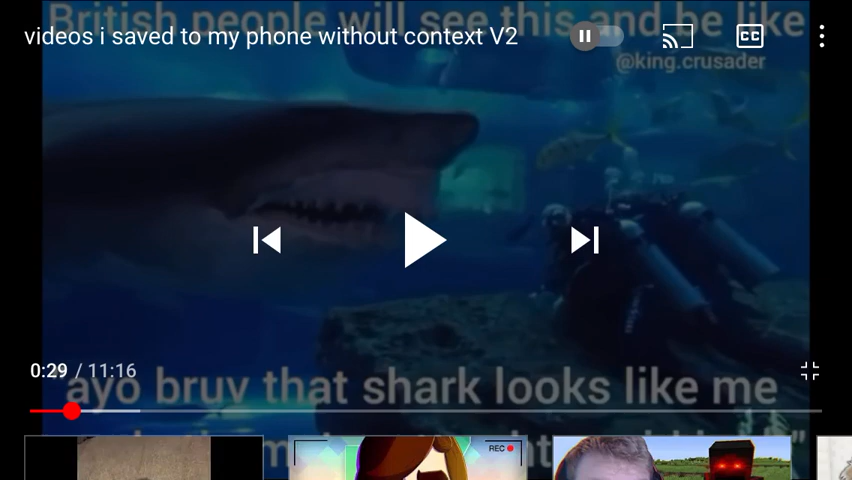 British people will see this and be like
videos i saved to my phone without context V2
CC
@king.crusader
0:29 / 11:16
"ayo bruv that shark looks like me
REC